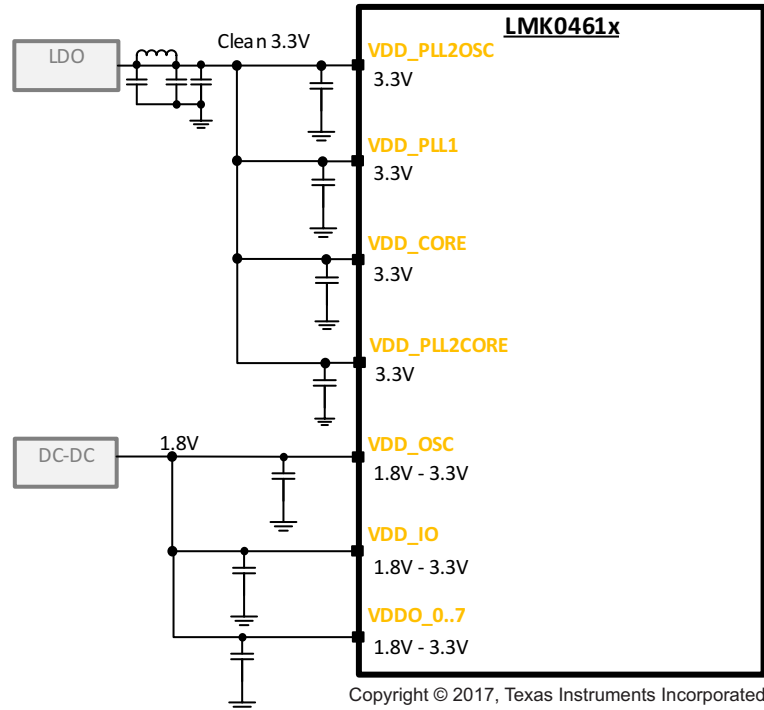 LMK0461x
LDO
Clean 3.3V
VDD_PLL2OSC
3.3V
VDD_PLL1
3.3V
VDD_CORE
3.3V
VDD_PLL2CORE
3.3V
DC-DC
1.8V
VDD_OSC
1.8V - 3.3V
VDD_IO
1.8V - 3.3V
VDDO_0..7
1.8V - 3.3V
Copyright © 2017, Texas Instruments Incorporated